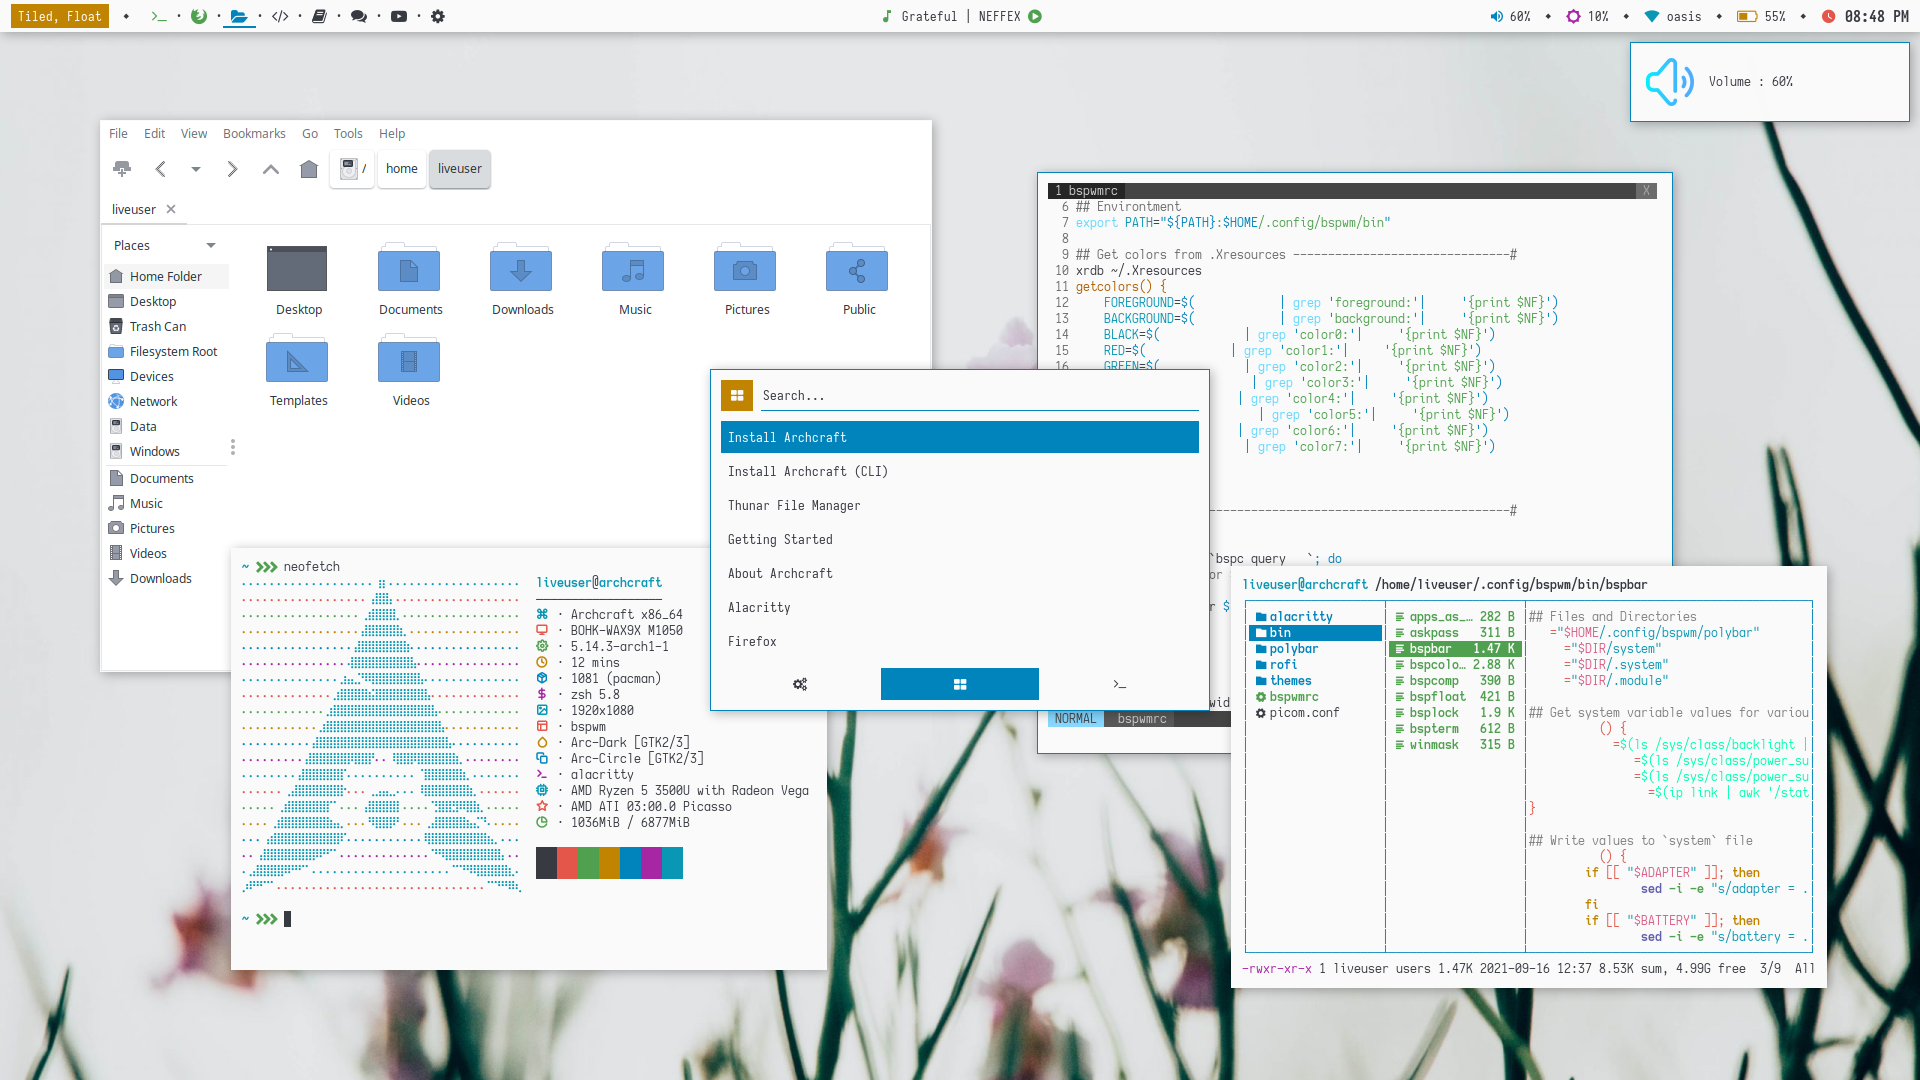 Tiled, Float
Grateful | NEFFEX
60%
10%
oasis
55%
08:48 PM
Volume : 60%
File Edit View Bookmarks Go Tools Help
/ home liveuser
liveuser
Places
Home Folder
Desktop
Trash Can
Filesystem Root
Devices
Network
Data
Windows
Documents
Music
Pictures
Videos
Downloads
Desktop Documents Downloads Music Pictures Public
Templates Videos
1 bspwmrc X
6 ## Environtment
7 export PATH="${PATH}:$HOME/.config/bspwm/bin"
8
9 ## Get colors from .Xresources -------------------------------#
10 xrdb ~/.Xresources
11 getcolors() {
12 FOREGROUND=$( | grep 'foreground:'| '{print $NF}')
13 BACKGROUND=$( | grep 'background:'| '{print $NF}')
14 BLACK=$( | grep 'color0:'| '{print $NF}')
15 RED=$( | grep 'color1:'| '{print $NF}')
16 GREEN=$( | grep 'color2:'| '{print $NF}')
| grep 'color3:'| '{print $NF}')
| grep 'color4:'| '{print $NF}')
| grep 'color5:'| '{print $NF}')
| grep 'color6:'| '{print $NF}')
| grep 'color7:'| '{print $NF}')
-------------------------------------------#
`bspc query `; do
NORMAL bspwmrc
Search...
Install Archcraft
Install Archcraft (CLI)
Thunar File Manager
Getting Started
About Archcraft
Alacritty
Firefox
~ neofetch
liveuser@archcraft
· Archcraft x86_64
· BOHK-WAX9X M1050
· 5.14.3-arch1-1
· 12 mins
· 1081 (pacman)
· zsh 5.8
· 1920x1080
· bspwm
· Arc-Dark [GTK2/3]
· Arc-Circle [GTK2/3]
· alacritty
· AMD Ryzen 5 3500U with Radeon Vega
· AMD ATI 03:00.0 Picasso
· 1036MiB / 6877MiB
~
liveuser@archcraft /home/liveuser/.config/bspwm/bin/bspbar
alacritty
bin
polybar
rofi
themes
bspwmrc
picom.conf
apps_as_… 282 B
askpass 311 B
bspbar 1.47 K
bspcolo… 2.88 K
bspcomp 390 B
bspfloat 421 B
bsplock 1.9 K
bspterm 612 B
winmask 315 B
## Files and Directories
="$HOME/.config/bspwm/polybar"
="$DIR/system"
="$DIR/.system"
="$DIR/.module"
## Get system variable values for variou
() {
=$(ls /sys/class/backlight |
=$(ls /sys/class/power_su
=$(ls /sys/class/power_su
=$(ip link | awk '/stat
}
## Write values to `system` file
() {
if [[ "$ADAPTER" ]]; then
sed -i -e "s/adapter = .
fi
if [[ "$BATTERY" ]]; then
sed -i -e "s/battery = .
-rwxr-xr-x 1 liveuser users 1.47K 2021-09-16 12:37 8.53K sum, 4.99G free 3/9 All